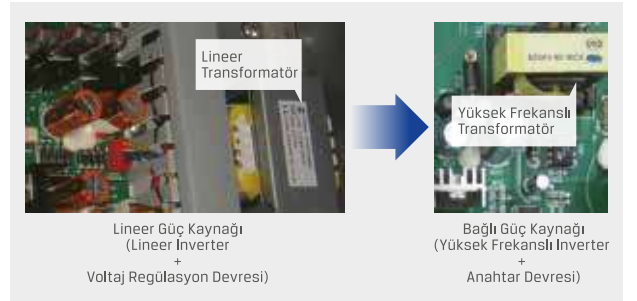 Lineer
Transformatör
Yüksek Frekanslı
Transformatör
Lineer Güç Kaynağı
(Lineer İnverter
+
Voltaj Regülasyon Devresi)
Bağlı Güç Kaynağı
(Yüksek Frekanslı İnverter
+
Anahtar Devresi)